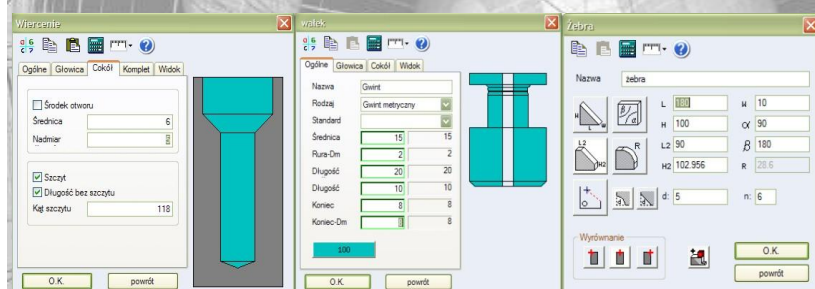 Wiercenie
Ogólne Głowica Cokół Komplet Widok
Środek otworu
Średnica 6
Nadmiar
Szczyt
Długość bez szczytu
Kąt szczytu 118
O.K. powrót
wałek
Ogólne Głowica Cokół Widok
Nazwa Gwint
Rodzaj Gwint metryczny
Standard
Średnica 15 15
Rura-Dm 2 2
Długość 20 20
Długość 10 10
Koniec 8 8
Koniec-Dm 8
100
O.K. powrót
Żebra
Nazwa żebra
L 180 W 10
H 100 α 90
L2 90 β 180
H2 102.956 R 28.6
d: 5 n: 6
Wyrównanie
O.K.
powrót